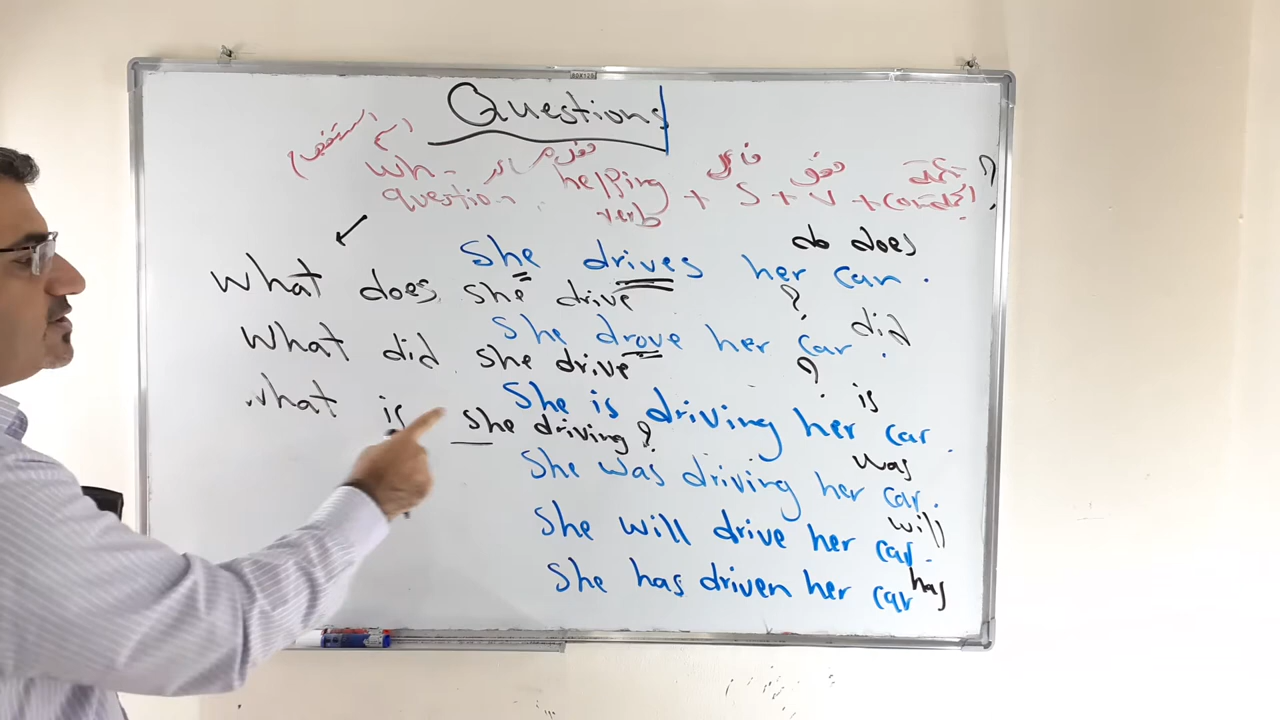 Questions
اسم استفهام فعل مساعد فاعل فعل تكملة الجملة
wh- question helping verb + S + V + complet ?
do does
She drives her car.
What does she drive ?
did
She drove her car.
What did she drive ?
is
She is driving her car.
what is she driving?
was
She was driving her car.
will
She will drive her car.
has
She has driven her car